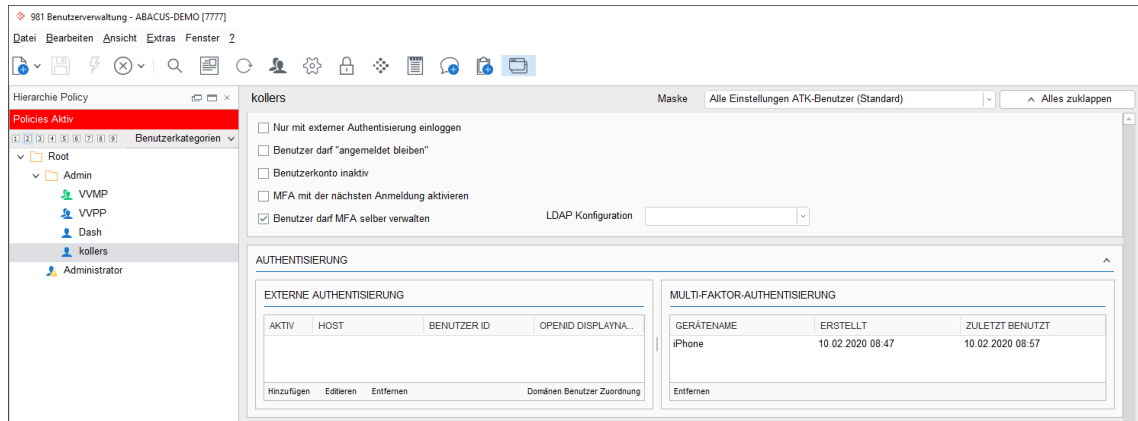 981 Benutzerverwaltung - ABACUS-DEMO [7777]
Datei Bearbeiten Ansicht Extras Fenster ?
Hierarchie Policy
Policies Aktiv
1 2 3 4 5 6 7 8 9 Benutzerkategorien
Root
Admin
VVMP
VVPP
Dash
kollers
Administrator
kollers Maske Alle Einstellungen ATK-Benutzer (Standard) Alles zuklappen
Nur mit externer Authentisierung einloggen
Benutzer darf "angemeldet bleiben"
Benutzerkonto inaktiv
MFA mit der nächsten Anmeldung aktivieren
Benutzer darf MFA selber verwalten LDAP Konfiguration
AUTHENTISIERUNG
EXTERNE AUTHENTISIERUNG
AKTIV HOST BENUTZER ID OPENID DISPLAYNA...
Hinzufügen Editieren Entfernen Domänen Benutzer Zuordnung
MULTI-FAKTOR-AUTHENTISIERUNG
GERÄTENAME ERSTELLT ZULETZT BENUTZT
iPhone 10.02.2020 08:47 10.02.2020 08:57
Entfernen